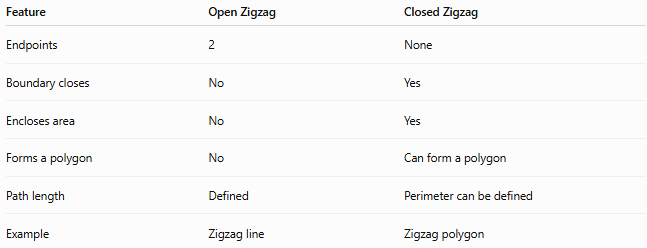 Feature Open Zigzag Closed Zigzag
Endpoints 2 None
Boundary closes No Yes
Encloses area No Yes
Forms a polygon No Can form a polygon
Path length Defined Perimeter can be defined
Example Zigzag line Zigzag polygon